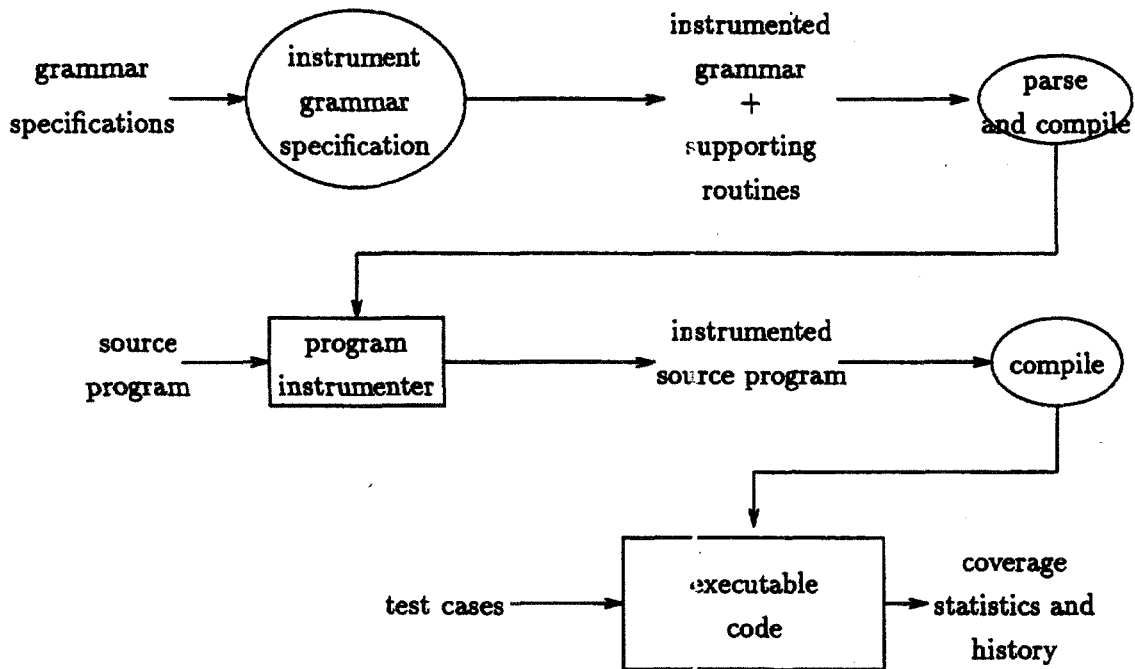 grammar
specifications
instrument
grammar
specification
instrumented
grammar
+
supporting
routines
parse
and compile
source
program
program
instrumenter
instrumented
source program
compile
test cases
executable
code
coverage
statistics and
history